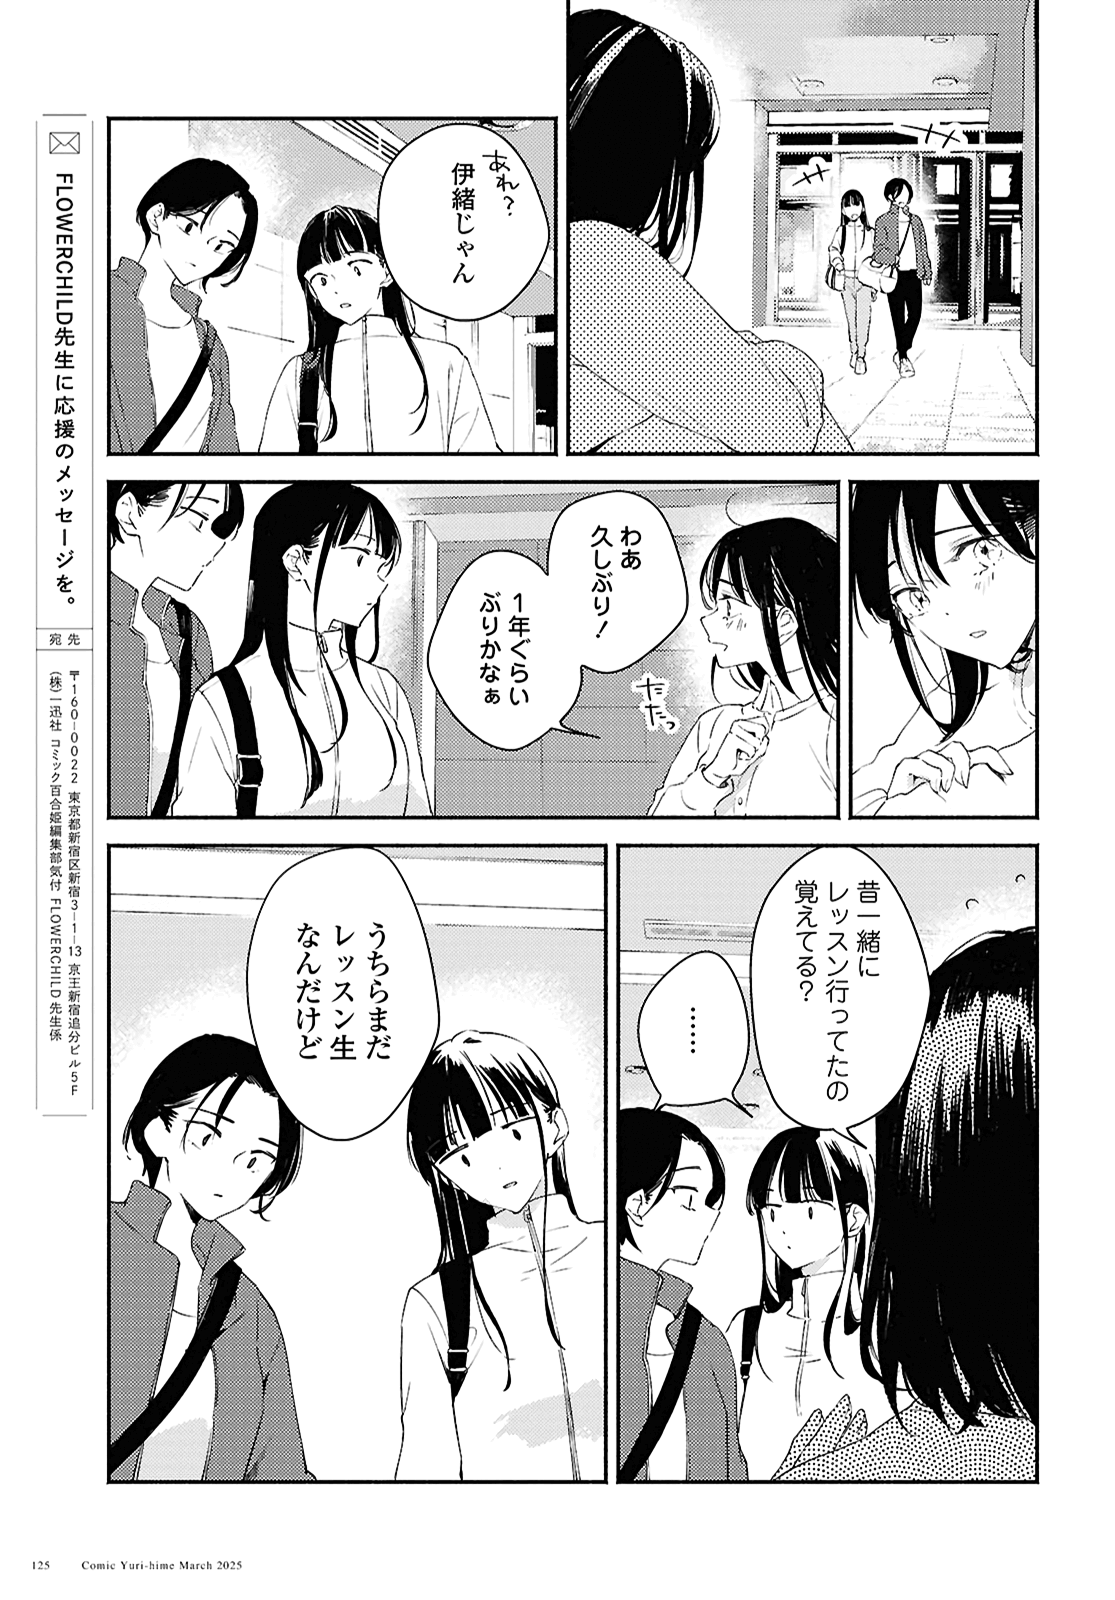 あれ？
伊緒じゃん
わあ
久しぶり！
1年ぐらい
ぶりかなぁ
たたっ
昔一緒に
レッスン行ってたの
覚えてる？
……
うちらまだ
レッスン生
なんだけど
FLOWERCHILD先生に応援のメッセージを。
宛先
〒160-0022 東京都新宿区新宿3-1-13 京王新宿追分ビル5F
(株)一迅社 コミック百合姫編集部気付 FLOWERCHILD先生係
125 Comic Yuri-hime March 2025